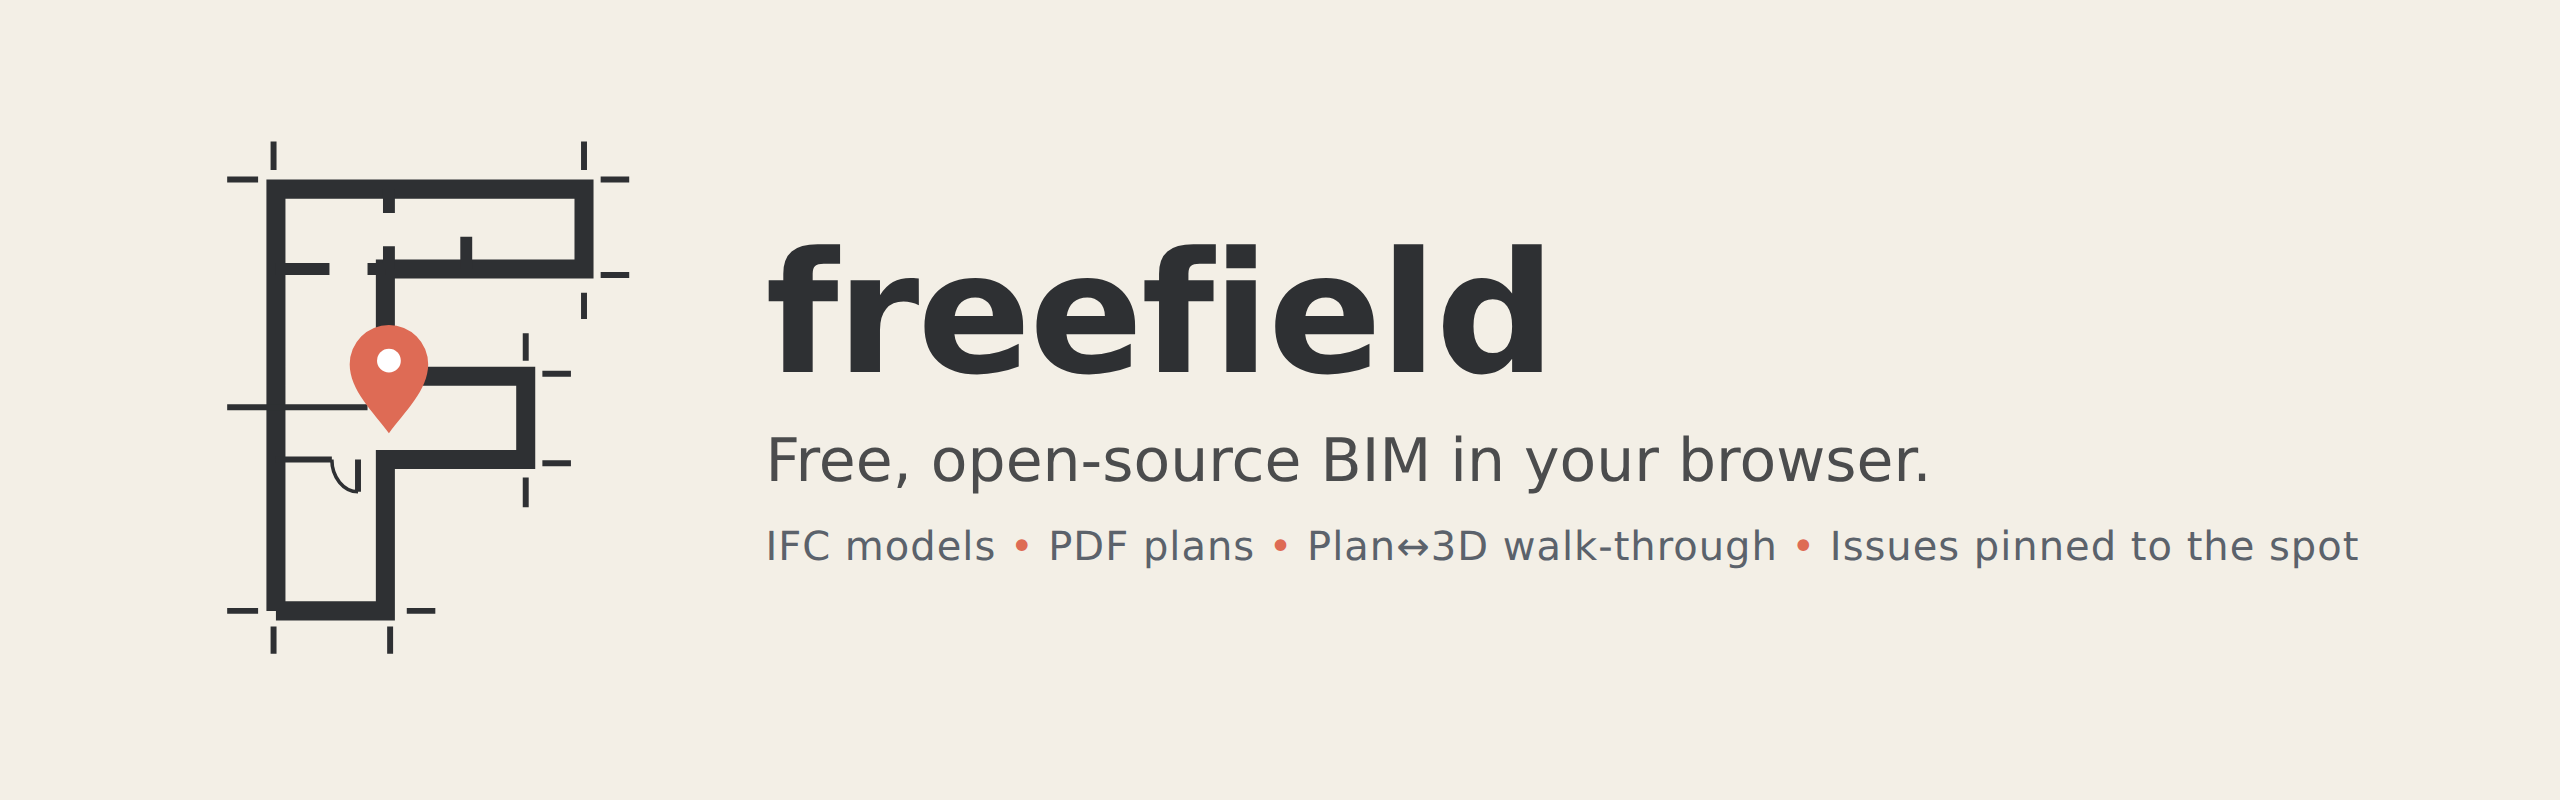 freefield
Free, open-source BIM in your browser.
IFC models • PDF plans • Plan↔3D walk-through • Issues pinned to the spot